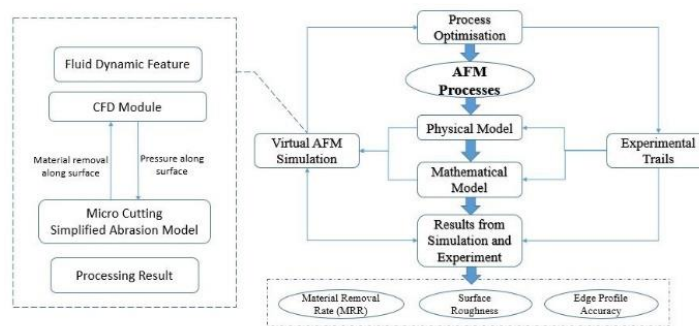 Fluid Dynamic Feature
CFD Module
Material removal
along surface
Pressure along
surface
Micro Cutting
Simplified Abrasion Model
Processing Result
Process
Optimisation
AFM
Processes
Physical Model
Virtual AFM
Simulation
Experimental
Trails
Mathematical
Model
Results from
Simulation and
Experiment
Material Removal
Rate (MRR)
Surface
Roughness
Edge Profile
Accuracy